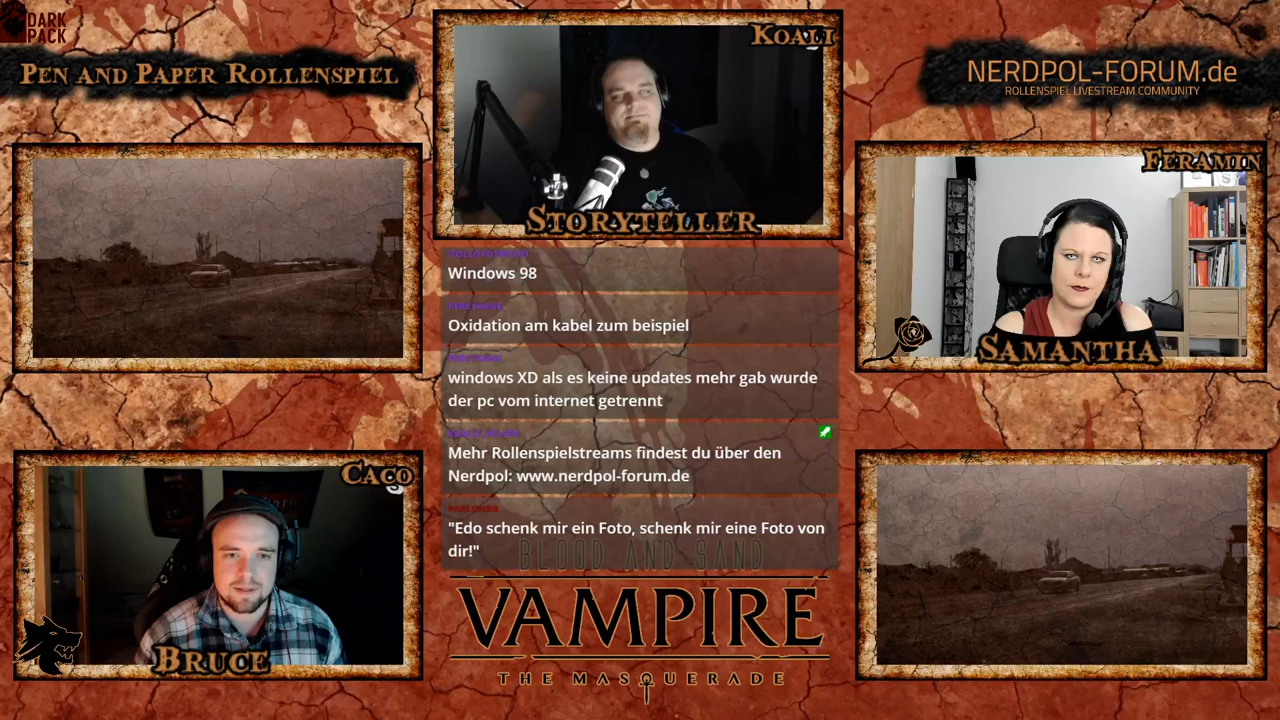 DARK
PACK
PEN AND PAPER ROLLENSPIEL
KOALI
STORYTELLER
NERDPOL-FORUM.de
ROLLENSPIEL LIVESTREAM COMMUNITY
FERAMIN
SAMANTHA
Windows 98
Oxidation am kabel zum beispiel
windows XD als es keine updates mehr gab wurde
der pc vom internet getrennt
Mehr Rollenspielstreams findest du über den
Nerdpol: www.nerdpol-forum.de
"Edo schenk mir ein Foto, schenk mir eine Foto von
dir!"
CACO
BRUCE
BLOOD AND SAND
VAMPIRE
THE MASQUERADE